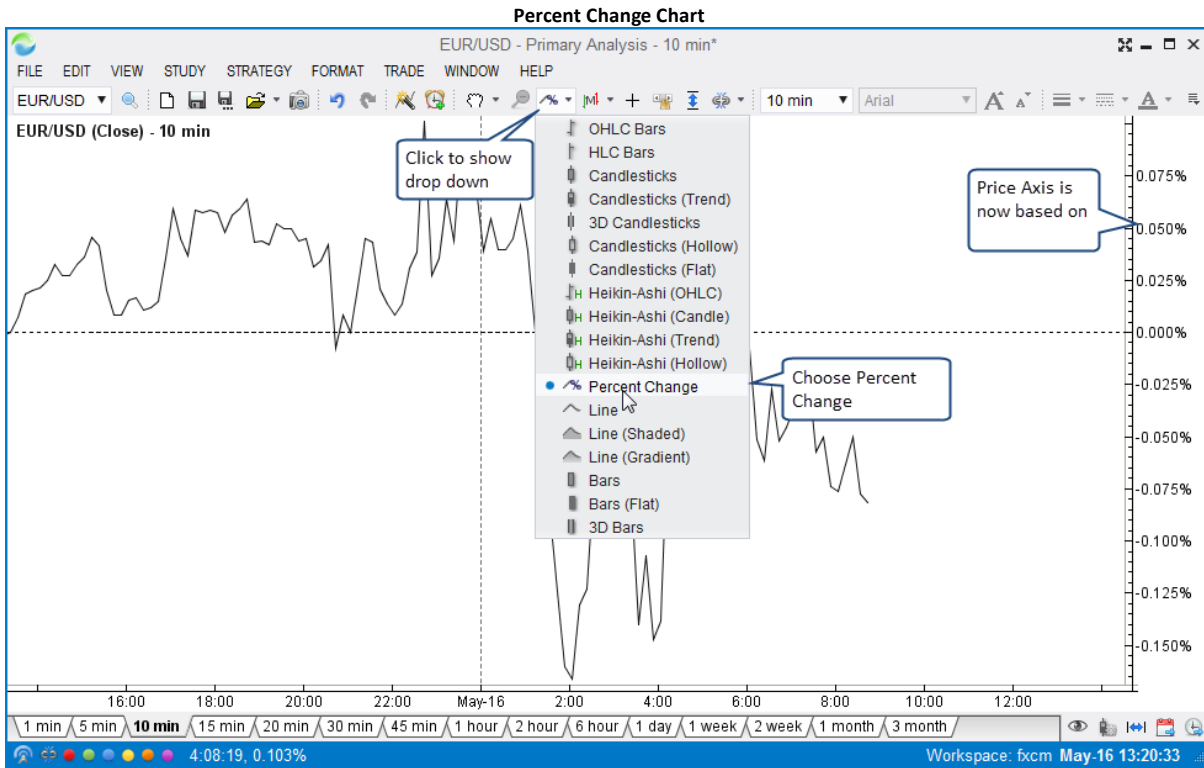 Percent Change Chart
EUR/USD - Primary Analysis - 10 min*
FILE EDIT VIEW STUDY STRATEGY FORMAT TRADE WINDOW HELP
EUR/USD 10 min Arial A A A
EUR/USD (Close) - 10 min
Click to show
drop down
OHLC Bars
HLC Bars
Candlesticks
Candlesticks (Trend)
3D Candlesticks
Candlesticks (Hollow)
Candlesticks (Flat)
H Heikin-Ashi (OHLC)
H Heikin-Ashi (Candle)
H Heikin-Ashi (Trend)
H Heikin-Ashi (Hollow)
% Percent Change
Line
Line (Shaded)
Line (Gradient)
Bars
Bars (Flat)
3D Bars
Price Axis is
now based on
Choose Percent
Change
0.075%
0.050%
0.025%
0.000%
-0.025%
-0.050%
-0.075%
-0.100%
-0.125%
-0.150%
16:00 18:00 20:00 22:00 May-16 2:00 4:00 6:00 8:00 10:00 12:00
1 min 5 min 10 min 15 min 20 min 30 min 45 min 1 hour 2 hour 6 hour 1 day 1 week 2 week 1 month 3 month
4:08:19, 0.103% Workspace: fxcm May-16 13:20:33